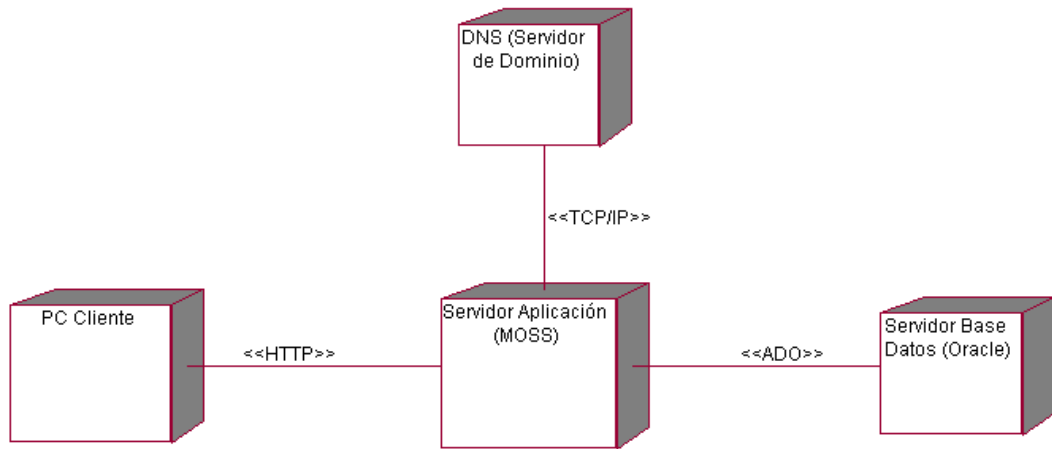 DNS (Servidor
de Dominio)
<<TCP/IP>>
PC Cliente
<<HTTP>>
Servidor Aplicación
(MOSS)
<<ADO>>
Servidor Base
Datos (Oracle)